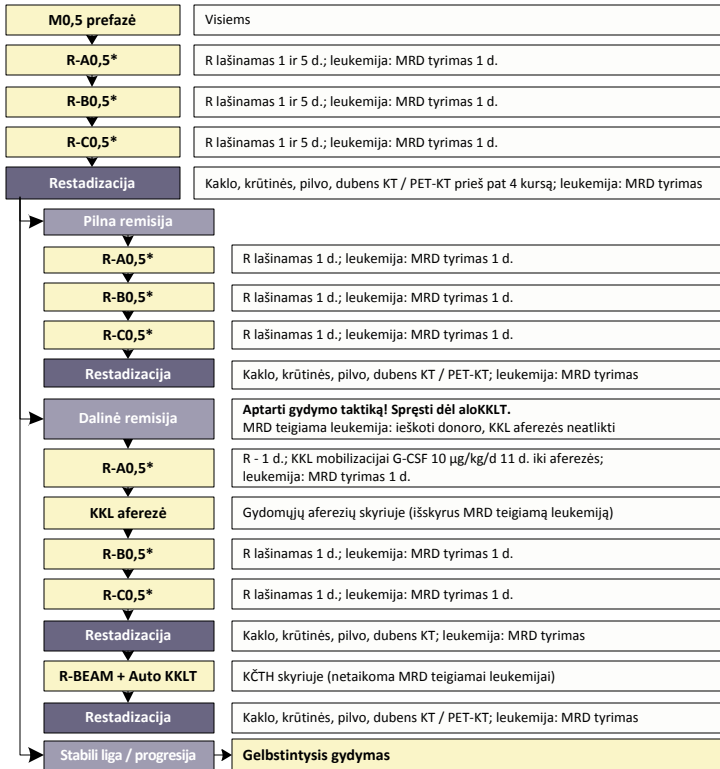 M0,5 prefazė
Visiems
R-A0,5*
R lašinamas 1 ir 5 d.; leukemija: MRD tyrimas 1 d.
R-B0,5*
R lašinamas 1 ir 5 d.; leukemija: MRD tyrimas 1 d.
R-C0,5*
R lašinamas 1 ir 5 d.; leukemija: MRD tyrimas 1 d.
Restadizacija
Kaklo, krūtinės, pilvo, dubens KT / PET-KT prieš pat 4 kursą; leukemija: MRD tyrimas
Pilna remisija
R-A0,5*
R lašinamas 1 d.; leukemija: MRD tyrimas 1 d.
R-B0,5*
R lašinamas 1 d.; leukemija: MRD tyrimas 1 d.
R-C0,5*
R lašinamas 1 d.; leukemija: MRD tyrimas 1 d.
Restadizacija
Kaklo, krūtinės, pilvo, dubens KT / PET-KT; leukemija: MRD tyrimas
Dalinė remisija
Aptarti gydymo taktiką! Spręsti dėl aloKKLT.
MRD teigiama leukemija: ieškoti donoro, KKL aferezės neatlikti
R-A0,5*
R - 1 d.; KKL mobilizacijai G-CSF 10 µg/kg/d 11 d. iki aferezės;
leukemija: MRD tyrimas 1 d.
KKL aferezė
Gydomųjų aferezių skyriuje (išskyrus MRD teigiamą leukemiją)
R-B0,5*
R lašinamas 1 d.; leukemija: MRD tyrimas 1 d.
R-C0,5*
R lašinamas 1 d.; leukemija: MRD tyrimas 1 d.
Restadizacija
Kaklo, krūtinės, pilvo, dubens KT; leukemija: MRD tyrimas
R-BEAM + Auto KKLT
KČTH skyriuje (netaikoma MRD teigiamai leukemijai)
Restadizacija
Kaklo, krūtinės, pilvo, dubens KT / PET-KT; leukemija: MRD tyrimas
Stabili liga / progresija
Gelbstintysis gydymas